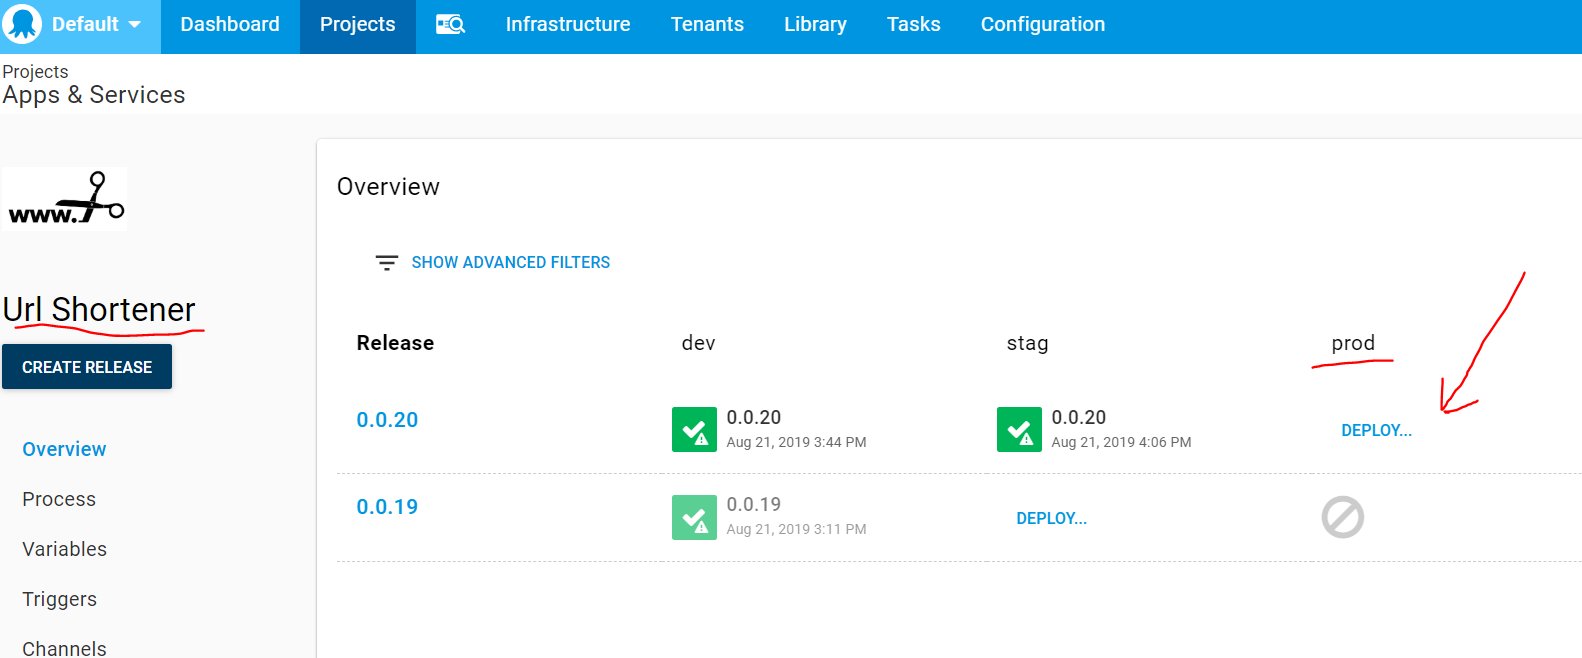 Default Dashboard Projects Infrastructure Tenants Library Tasks Configuration
Projects
Apps & Services
www.
Url Shortener
CREATE RELEASE
Overview
Process
Variables
Triggers
Channels
Overview
SHOW ADVANCED FILTERS
Release dev stag prod
0.0.20 0.0.20 0.0.20 DEPLOY...
Aug 21, 2019 3:44 PM Aug 21, 2019 4:06 PM
0.0.19 0.0.19 DEPLOY...
Aug 21, 2019 3:11 PM